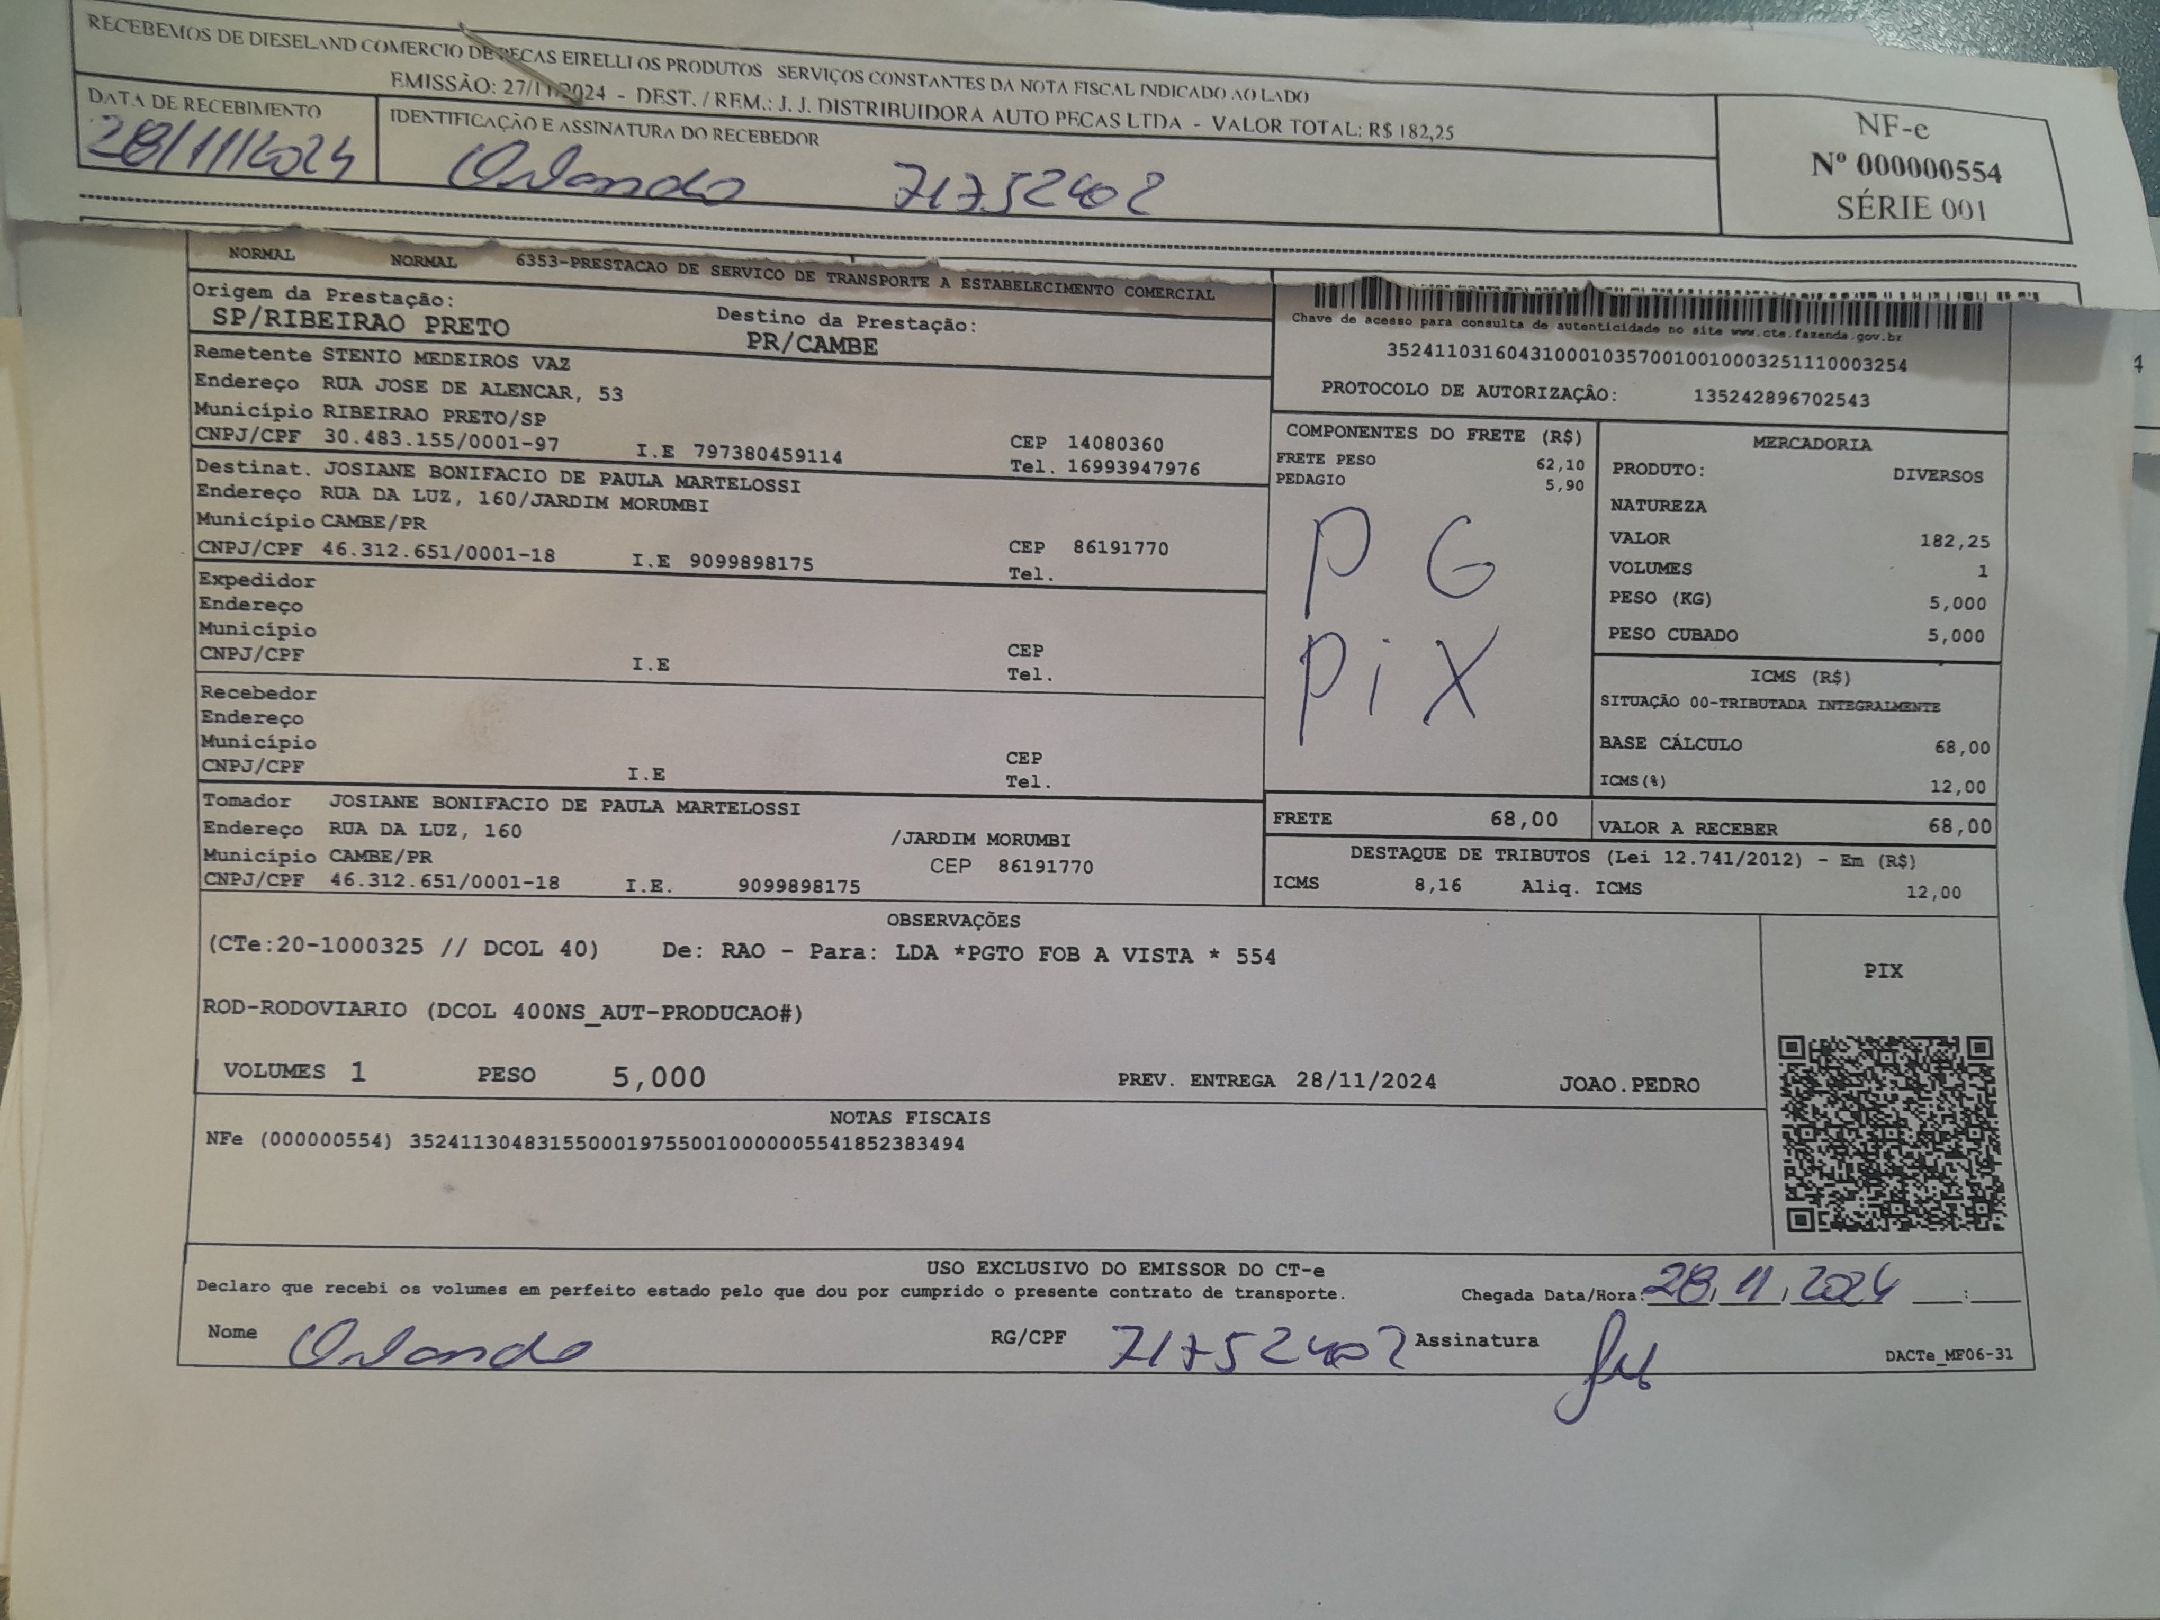 RECEBEMOS DE DIESELAND COMERCIO DE PECAS EIRELLI OS PRODUTOS SERVIÇOS CONSTANTES DA NOTA FISCAL INDICADO AO LADO
EMISSÃO: 27/11/2024 - DEST. / REM.: J. J. DISTRIBUIDORA AUTO PECAS LTDA - VALOR TOTAL: R$ 182,25
DATA DE RECEBIMENTO
28/11/2024
IDENTIFICAÇÃO E ASSINATURA DO RECEBEDOR
Orlando 71752402
NF-e
Nº 000000554
SÉRIE 001
NORMAL NORMAL 6353-PRESTACAO DE SERVICO DE TRANSPORTE A ESTABELECIMENTO COMERCIAL
Origem da Prestação:
SP/RIBEIRAO PRETO
Destino da Prestação:
PR/CAMBE
Chave de acesso para consulta de autenticidade no site www.cte.fazenda.gov.br
35241103160431000103570010010003251110003254
PROTOCOLO DE AUTORIZAÇÂO: 135242896702543
Remetente STENIO MEDEIROS VAZ
Endereço RUA JOSE DE ALENCAR, 53
Município RIBEIRAO PRETO/SP
CEP 14080360
CNPJ/CPF 30.483.155/0001-97 I.E 797380459114
Tel. 16993947976
Destinat. JOSIANE BONIFACIO DE PAULA MARTELOSSI
Endereço RUA DA LUZ, 160/JARDIM MORUMBI
Município CAMBE/PR
CEP 86191770
CNPJ/CPF 46.312.651/0001-18 I.E 9099898175
Tel.
Expedidor
Endereço
Município
CEP
CNPJ/CPF I.E
Tel.
Recebedor
Endereço
Município
CEP
CNPJ/CPF I.E
Tel.
Tomador JOSIANE BONIFACIO DE PAULA MARTELOSSI
Endereço RUA DA LUZ, 160 /JARDIM MORUMBI
Município CAMBE/PR CEP 86191770
CNPJ/CPF 46.312.651/0001-18 I.E. 9099898175
COMPONENTES DO FRETE (R$)
FRETE PESO 62,10
PEDAGIO 5,90
PG
PiX
MERCADORIA
PRODUTO: DIVERSOS
NATUREZA
VALOR 182,25
VOLUMES 1
PESO (KG) 5,000
PESO CUBADO 5,000
ICMS (R$)
SITUAÇÃO 00-TRIBUTADA INTEGRALMENTE
BASE CÁLCULO 68,00
ICMS(%) 12,00
FRETE 68,00 VALOR A RECEBER 68,00
DESTAQUE DE TRIBUTOS (Lei 12.741/2012) - Em (R$)
ICMS 8,16 Aliq. ICMS 12,00
OBSERVAÇÕES
(CTe:20-1000325 // DCOL 40) De: RAO - Para: LDA *PGTO FOB A VISTA * 554
ROD-RODOVIARIO (DCOL 400NS_AUT-PRODUCAO#)
PIX
VOLUMES 1 PESO 5,000 PREV. ENTREGA 28/11/2024 JOAO.PEDRO
NOTAS FISCAIS
NFe (000000554) 35241130483155000197550010000005541852383494
USO EXCLUSIVO DO EMISSOR DO CT-e
Declaro que recebi os volumes em perfeito estado pelo que dou por cumprido o presente contrato de transporte. Chegada Data/Hora: 28/11/2024 __:__
Nome Orlando RG/CPF 71752402 Assinatura
DACTe_MF06-31